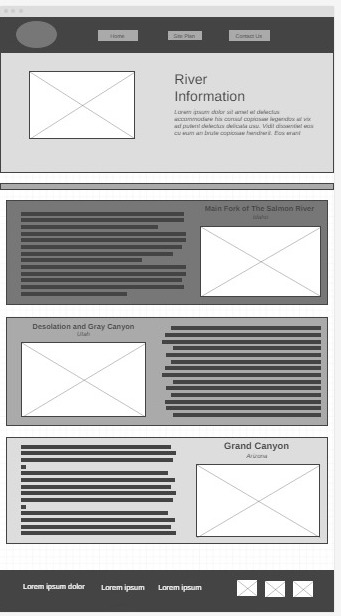 Home
Site Plan
Contact Us
River
Information
Lorem ipsum dolor sit amet et delectus
accommodare his consul copiosae legendos at vix
ad putent delectus delicata usu. Vidit dissentiet eos
cu eum an brute copiosae hendrerit. Eos erant
Main Fork of The Salmon River
Idaho
Desolation and Gray Canyon
Utah
Grand Canyon
Arizona
Lorem ipsum dolor
Lorem ipsum
Lorem ipsum